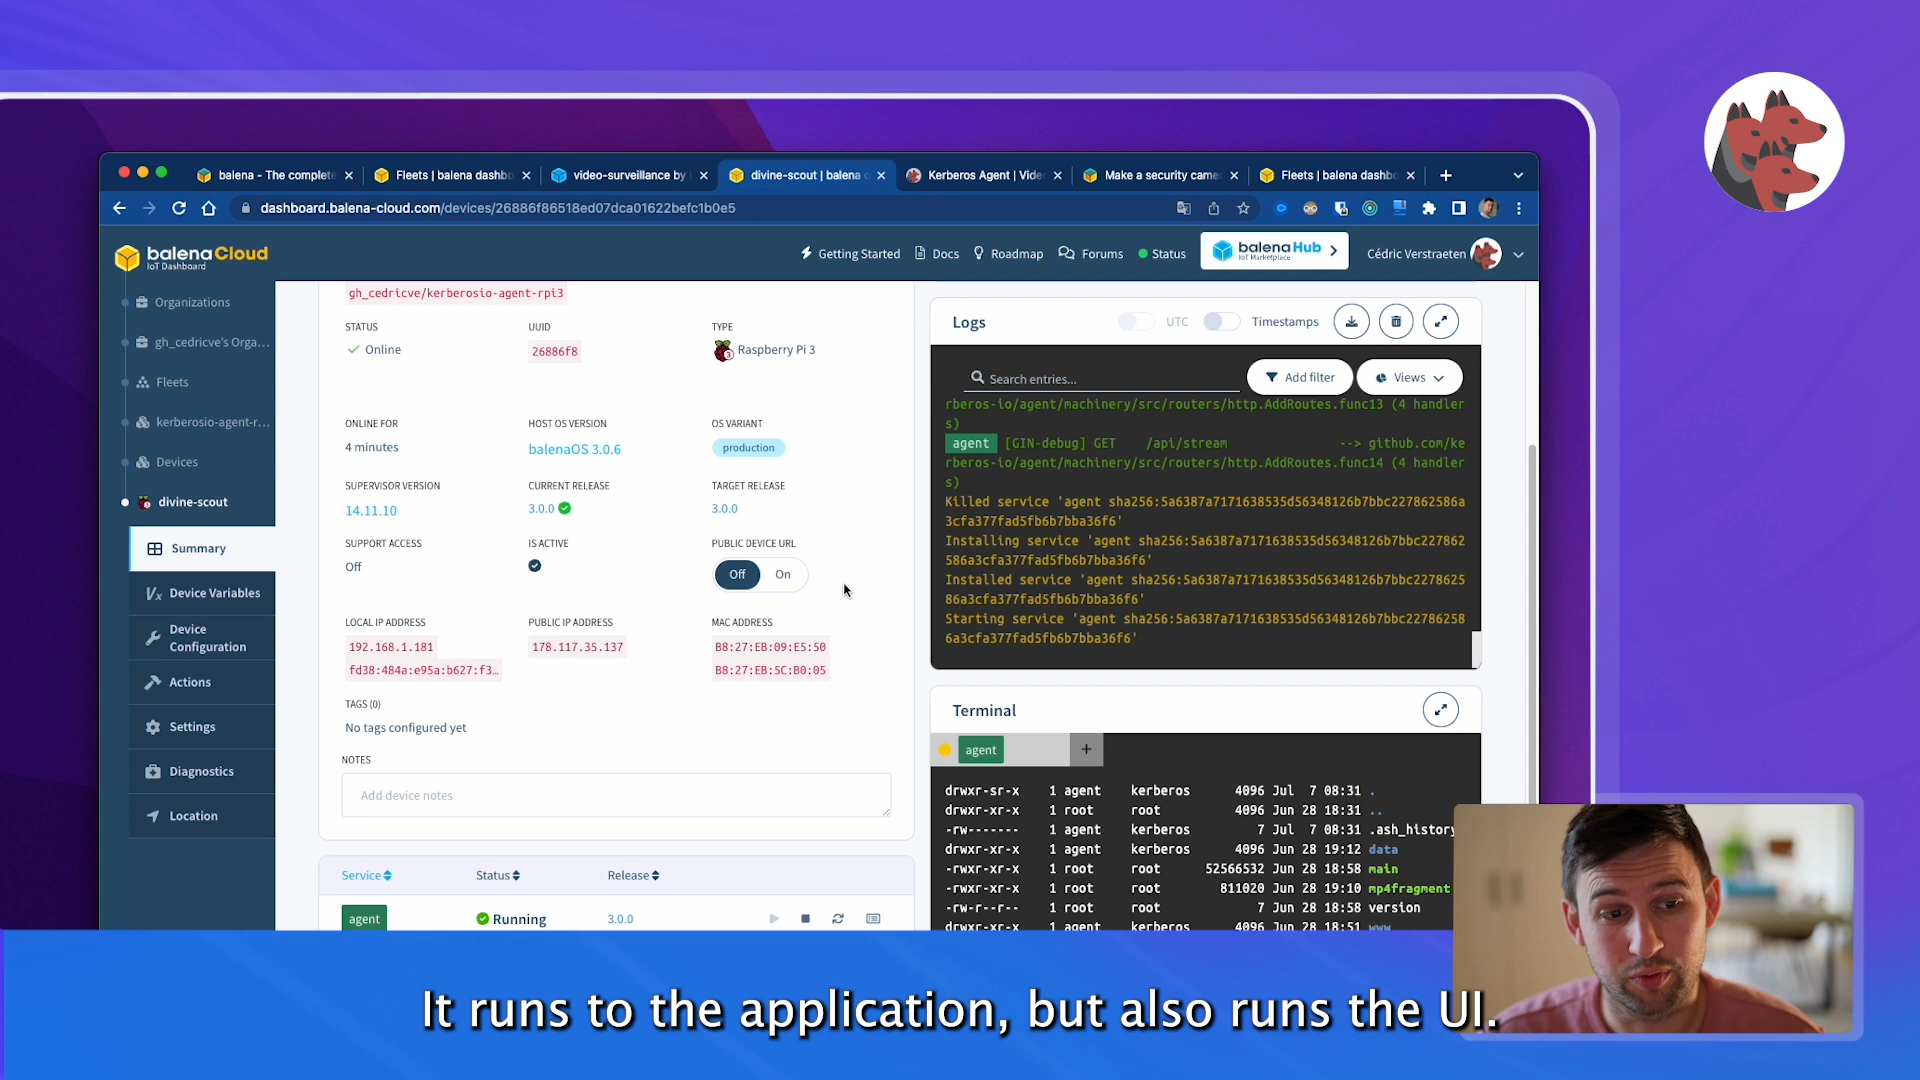 balena - The complete
Fleets | balena dashbo
video-surveillance by
divine-scout | balena c
Kerberos Agent | Vide
Make a security came
Fleets | balena dashbo
dashboard.balena-cloud.com/devices/26886f86518ed07dca01622befc1b0e5
balenaCloud
IoT Dashboard
Getting Started
Docs
Roadmap
Forums
Status
balenaHub
IoT Marketplace
Cédric Verstraeten
Organizations
gh_cedricve's Orga...
Fleets
kerberosio-agent-r...
Devices
divine-scout
Summary
Device Variables
Device
Configuration
Actions
Settings
Diagnostics
Location
gh_cedricve/kerberosio-agent-rpi3
STATUS
Online
UUID
26886f8
TYPE
Raspberry Pi 3
ONLINE FOR
4 minutes
HOST OS VERSION
balenaOS 3.0.6
OS VARIANT
production
SUPERVISOR VERSION
14.11.10
CURRENT RELEASE
3.0.0
TARGET RELEASE
3.0.0
SUPPORT ACCESS
Off
IS ACTIVE
PUBLIC DEVICE URL
Off On
LOCAL IP ADDRESS
192.168.1.181
fd38:484a:e95a:b627:f3...
PUBLIC IP ADDRESS
178.117.35.137
MAC ADDRESS
B8:27:EB:09:E5:50
B8:27:EB:5C:B0:05
TAGS (0)
No tags configured yet
NOTES
Add device notes
Service Status Release
agent Running 3.0.0
Logs
UTC
Timestamps
Search entries...
Add filter
Views
rberos-io/agent/machinery/src/routers/http.AddRoutes.func13 (4 handler
s)
agent [GIN-debug] GET /api/stream --> github.com/ke
rberos-io/agent/machinery/src/routers/http.AddRoutes.func14 (4 handler
s)
Killed service 'agent sha256:5a6387a7171638535d56348126b7bbc227862586a
3cfa377fad5fb6b7bba36f6'
Installing service 'agent sha256:5a6387a7171638535d56348126b7bbc227862
586a3cfa377fad5fb6b7bba36f6'
Installed service 'agent sha256:5a6387a7171638535d56348126b7bbc2278625
86a3cfa377fad5fb6b7bba36f6'
Starting service 'agent sha256:5a6387a7171638535d56348126b7bbc22786258
6a3cfa377fad5fb6b7bba36f6'
Terminal
agent
+
drwxr-sr-x 1 agent kerberos 4096 Jul 7 08:31 .
drwxr-xr-x 1 root root 4096 Jun 28 18:31 ..
-rw------- 1 agent kerberos 7 Jul 7 08:31 .ash_history
drwxr-xr-x 1 agent kerberos 4096 Jun 28 19:12 data
-rwxr-xr-x 1 root root 52566532 Jun 28 18:58 main
-rwxr-xr-x 1 root root 811020 Jun 28 19:10 mp4fragment
-rw-r--r-- 1 root root 7 Jun 28 18:58 version
drwxr-xr-x 1 agent kerberos 4096 Jun 28 18:51 www
It runs to the application, but also runs the UI.